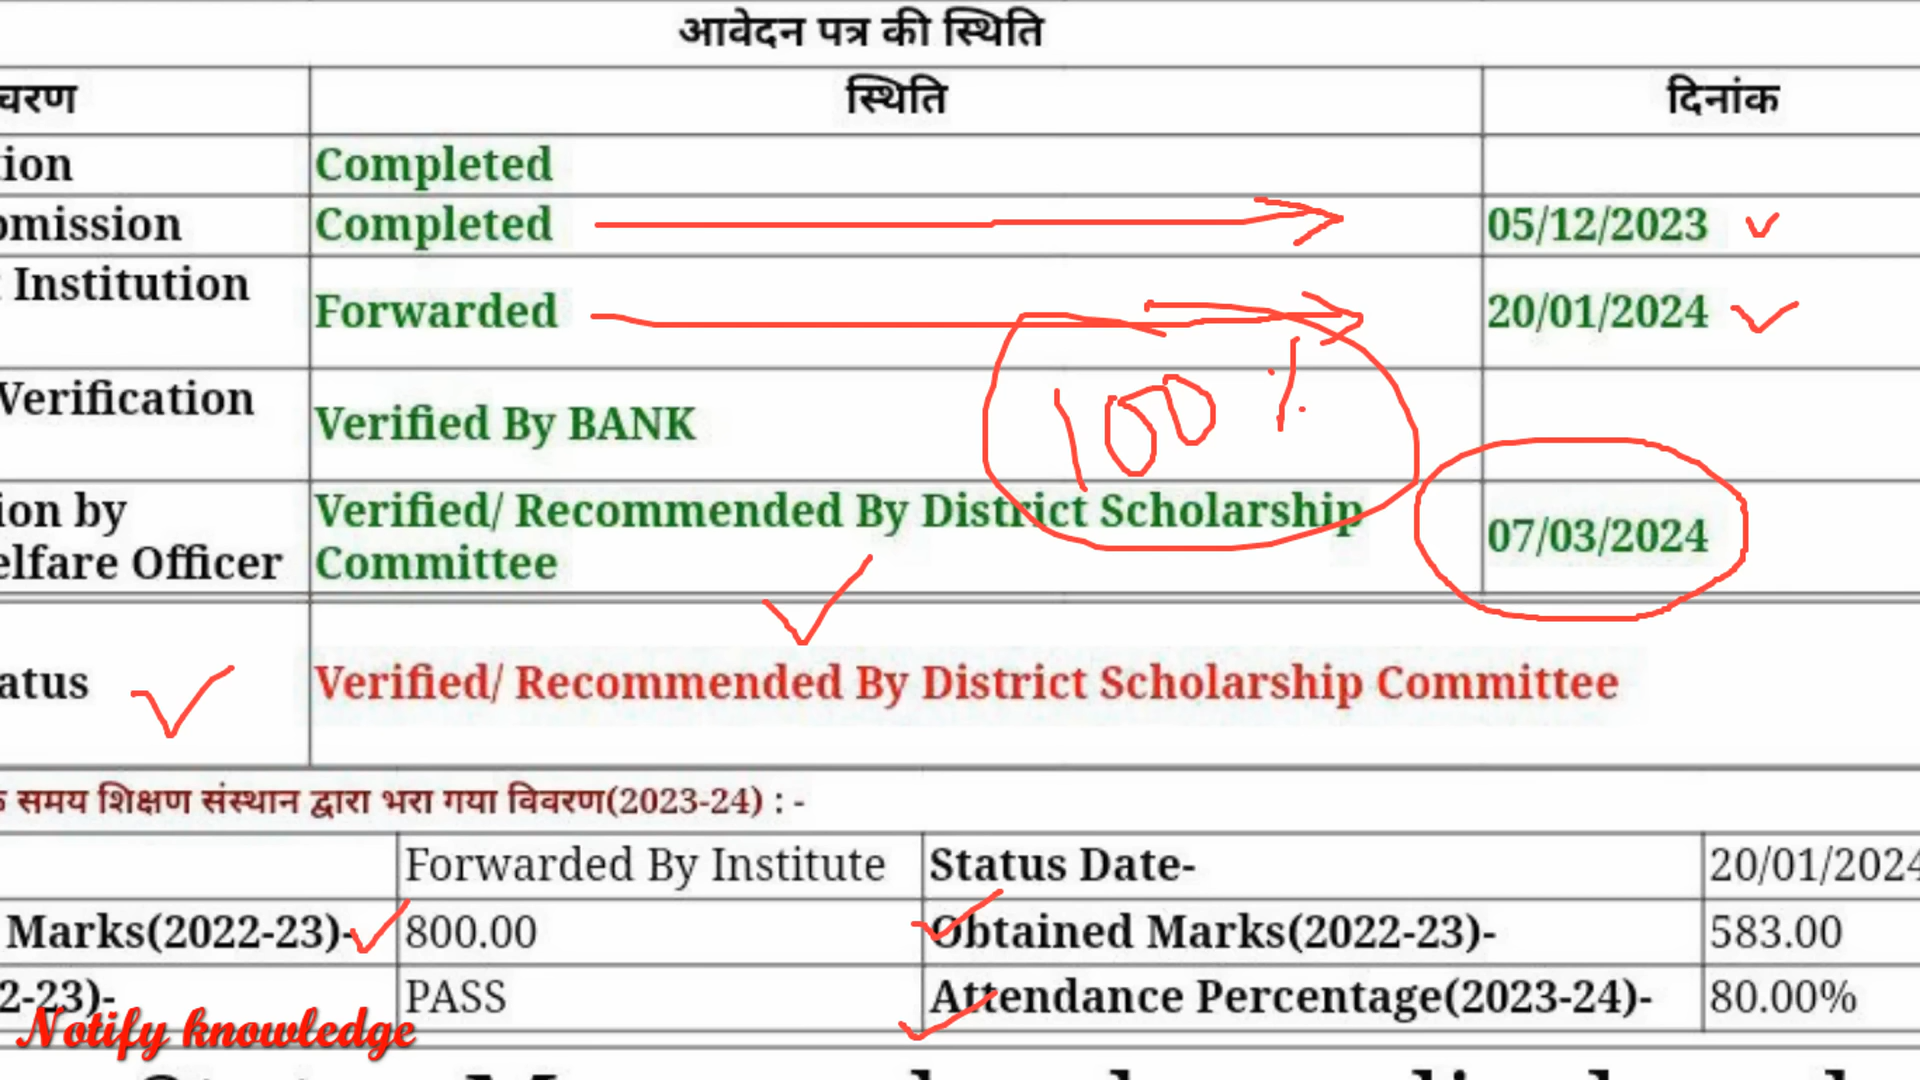 आवेदन पत्र की स्थिति
चरण स्थिति दिनांक
tion Completed
bmission Completed 05/12/2023
t Institution
Forwarded 20/01/2024
Verification
Verified By BANK
100 %
ion by Verified/ Recommended By District Scholarship
elfare Officer Committee 07/03/2024
atus Verified/ Recommended By District Scholarship Committee
समय शिक्षण संस्थान द्वारा भरा गया विवरण(2023-24) : -
Forwarded By Institute Status Date- 20/01/2024
Marks(2022-23)- 800.00 Obtained Marks(2022-23)- 583.00
2-23)- PASS Attendance Percentage(2023-24)- 80.00%
Notify knowledge